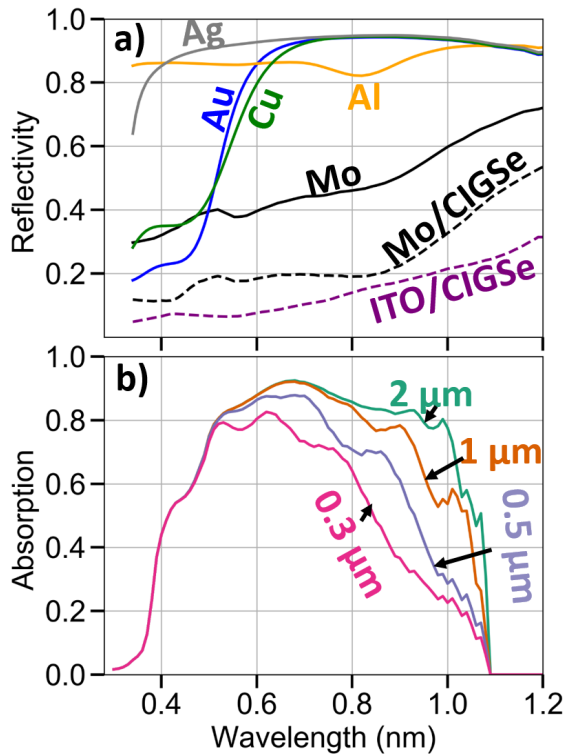 a)
Ag
Au
Cu
Al
Mo
Mo/CIGSe
ITO/CIGSe
Reflectivity
1.0
0.8
0.6
0.4
0.2
b)
2 μm
1 μm
0.5 μm
0.3 μm
Absorption
1.0
0.8
0.6
0.4
0.2
0.0
0.4 0.6 0.8 1.0 1.2
Wavelength (nm)